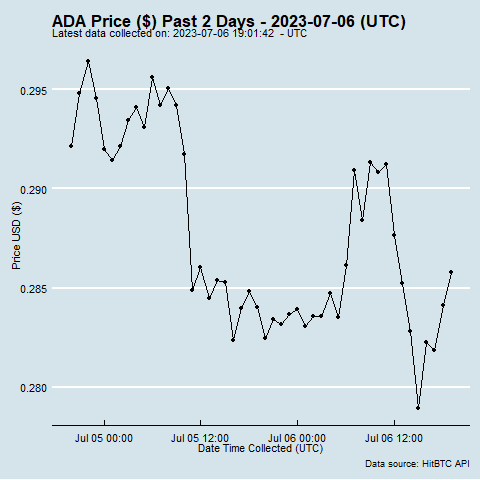 ADA Price ($) Past 2 Days - 2023-07-06 (UTC)
Latest data collected on: 2023-07-06 19:01:42 - UTC
0.295
0.290
0.285
0.280
Price USD ($)
Jul 05 00:00 Jul 05 12:00 Jul 06 00:00 Jul 06 12:00
Date Time Collected (UTC)
Data source: HitBTC API